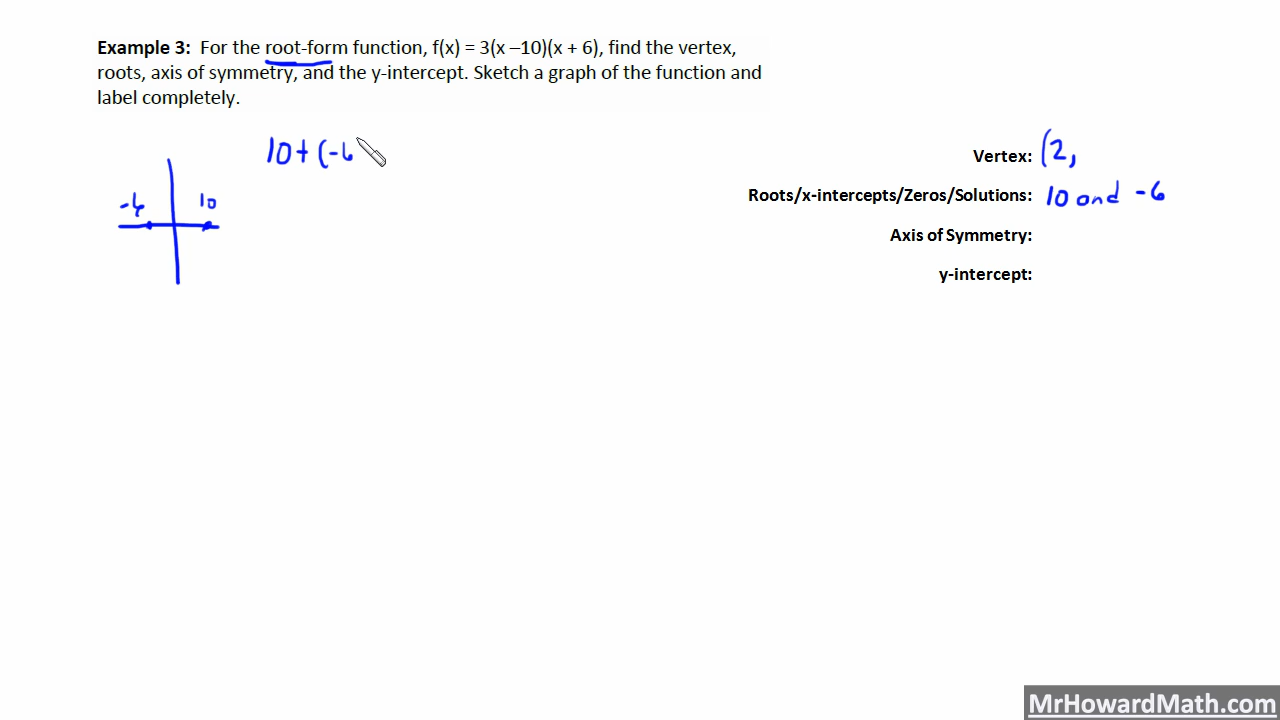 Example 3: For the root-form function, f(x) = 3(x –10)(x + 6), find the vertex,
roots, axis of symmetry, and the y-intercept. Sketch a graph of the function and
label completely.
10 + (-6
Vertex: (2,
Roots/x-intercepts/Zeros/Solutions: 10 and -6
-6 10
Axis of Symmetry:
y-intercept:
MrHowardMath.com